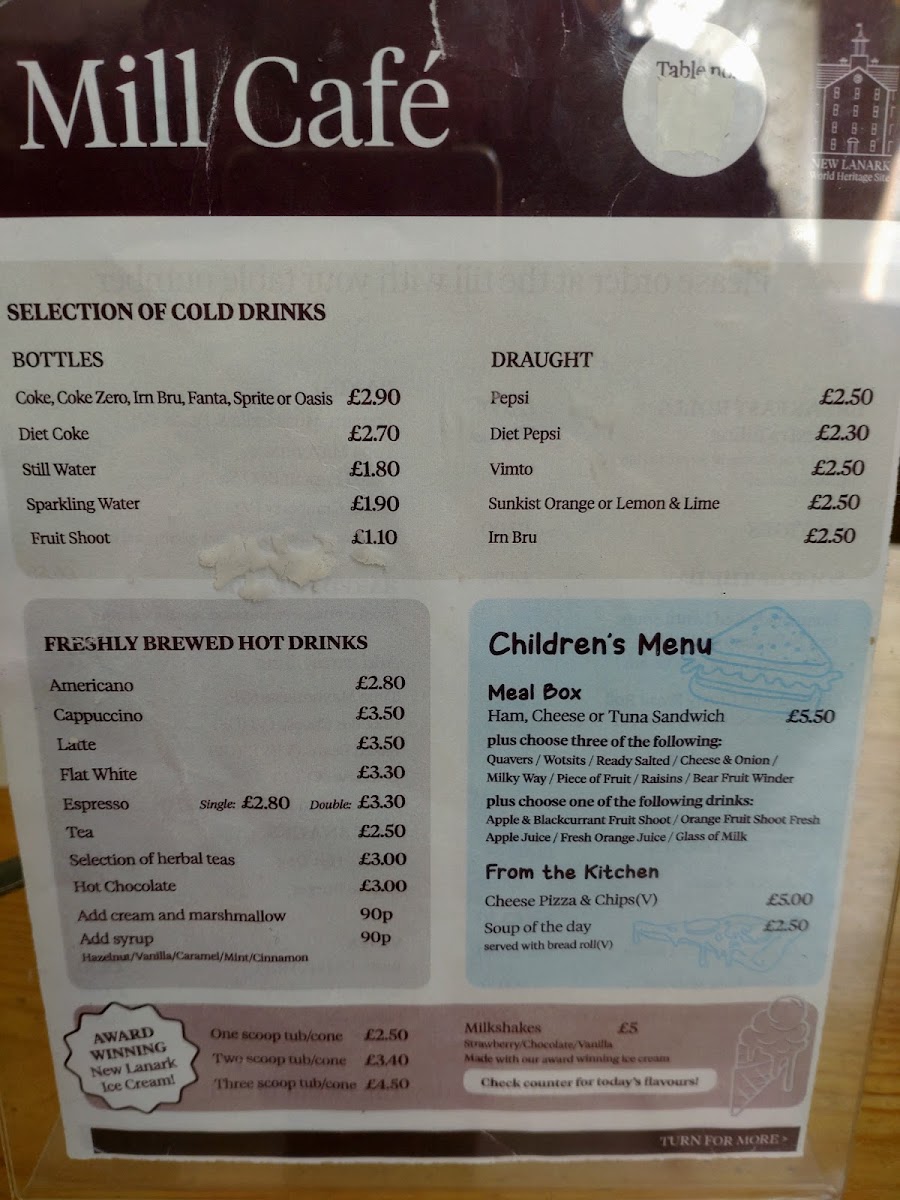 Mill Café
Table no.
NEW LANARK
World Heritage Site
Please order at the till with your table number
SELECTION OF COLD DRINKS
BOTTLES
Coke, Coke Zero, Irn Bru, Fanta, Sprite or Oasis £2.90
Diet Coke £2.70
Still Water £1.80
Sparkling Water £1.90
Fruit Shoot £1.10
DRAUGHT
Pepsi £2.50
Diet Pepsi £2.30
Vimto £2.50
Sunkist Orange or Lemon & Lime £2.50
Irn Bru £2.50
FRESHLY BREWED HOT DRINKS
Americano £2.80
Cappuccino £3.50
Latte £3.50
Flat White £3.30
Espresso Single: £2.80 Double: £3.30
Tea £2.50
Selection of herbal teas £3.00
Hot Chocolate £3.00
Add cream and marshmallow 90p
Add syrup 90p
Hazelnut/Vanilla/Caramel/Mint/Cinnamon
Children's Menu
Meal Box
Ham, Cheese or Tuna Sandwich £5.50
plus choose three of the following:
Quavers / Wotsits / Ready Salted / Cheese & Onion /
Milky Way / Piece of Fruit / Raisins / Bear Fruit Winder
plus choose one of the following drinks:
Apple & Blackcurrant Fruit Shoot / Orange Fruit Shoot Fresh
Apple Juice / Fresh Orange Juice / Glass of Milk
From the Kitchen
Cheese Pizza & Chips(V) £5.00
Soup of the day £2.50
served with bread roll(V)
AWARD
WINNING
New Lanark
Ice Cream!
One scoop tub/cone £2.50
Two scoop tub/cone £3.40
Three scoop tub/cone £4.50
Milkshakes £5
Strawberry/Chocolate/Vanilla
Made with our award winning ice cream
Check counter for today's flavours!
TURN FOR MORE >